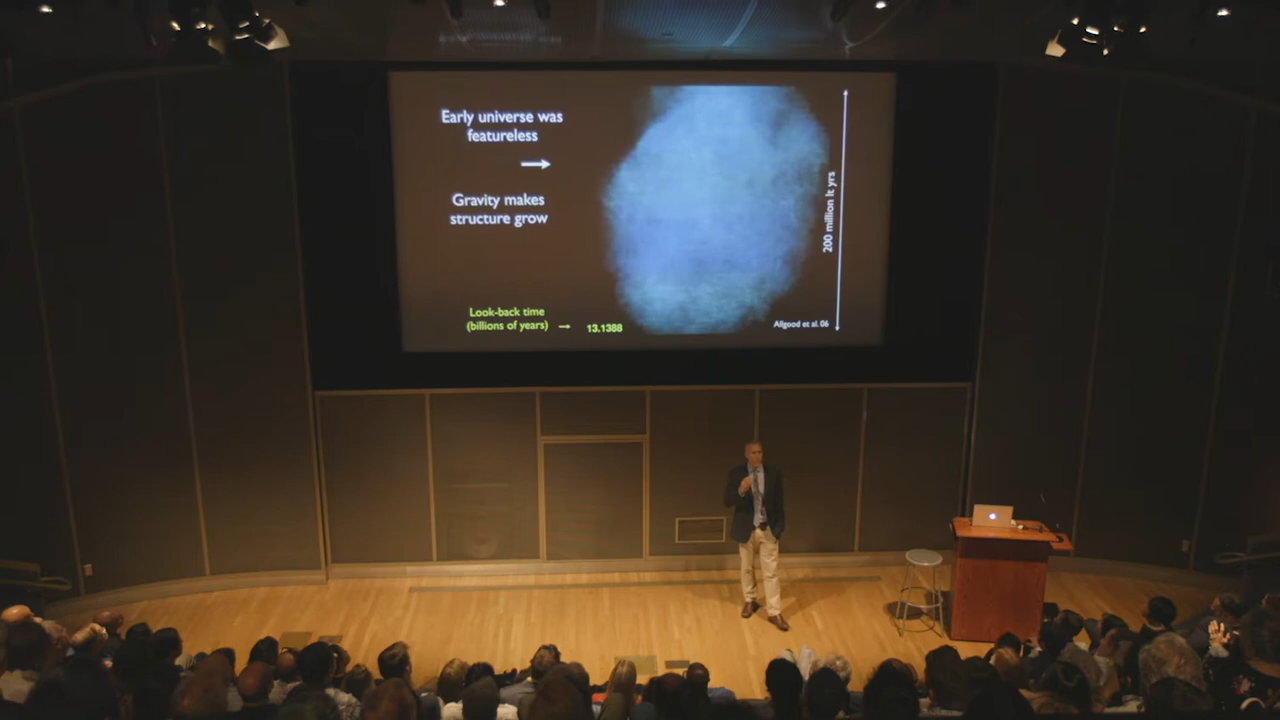 Early universe was
featureless
→
Gravity makes
structure grow
200 million lt yrs
Look-back time
(billions of years) → 13.1388
Allgood et al. 06